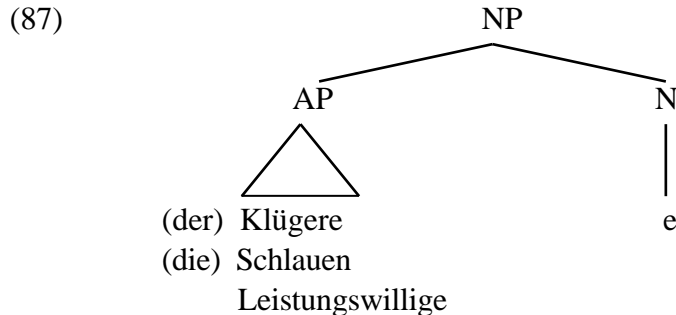 (87) NP
AP N
(der) Klügere e
(die) Schlauen
Leistungswillige